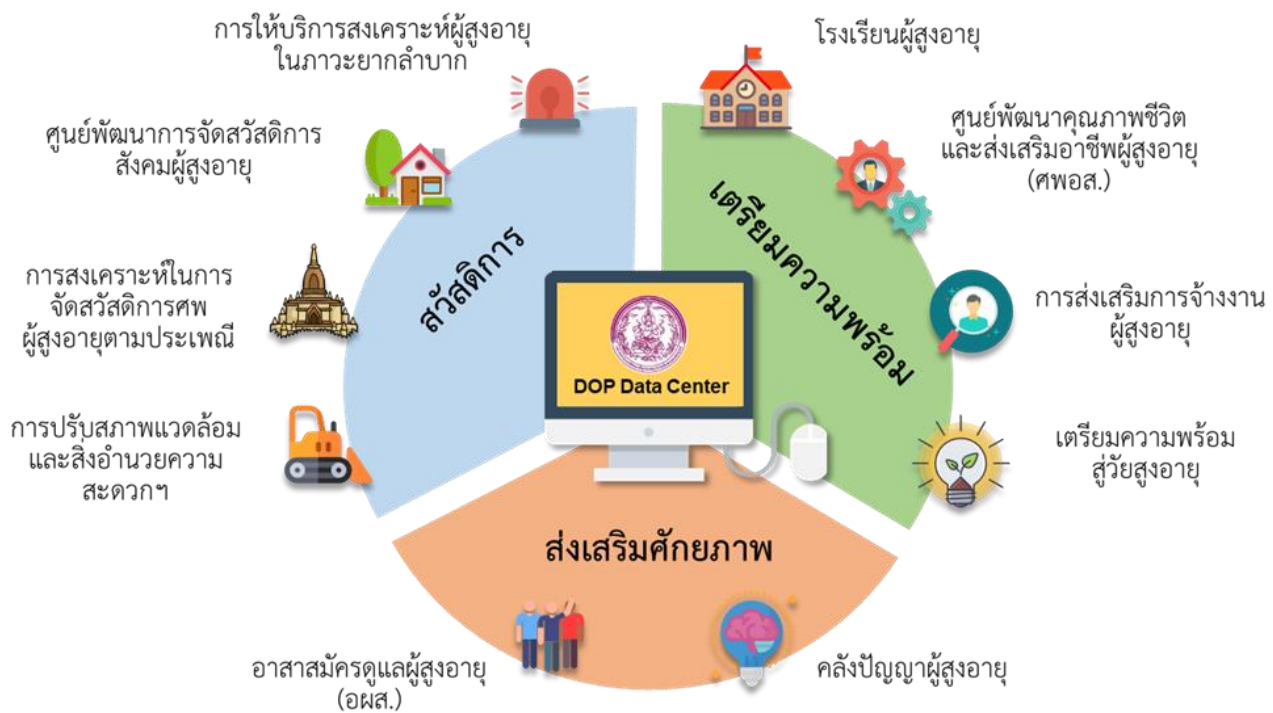 การให้บริการสงเคราะห์ผู้สูงอายุ
ในภาวะยากลำบาก
ศูนย์พัฒนาการจัดสวัสดิการ
สังคมผู้สูงอายุ
การสงเคราะห์ในการ
จัดสวัสดิการศพ
ผู้สูงอายุตามประเพณี
การปรับสภาพแวดล้อม
และสิ่งอำนวยความ
สะดวกฯ
สวัสดิการ
โรงเรียนผู้สูงอายุ
ศูนย์พัฒนาคุณภาพชีวิต
และส่งเสริมอาชีพผู้สูงอายุ
(ศพอส.)
การส่งเสริมการจ้างงาน
ผู้สูงอายุ
เตรียมความพร้อม
สู่วัยสูงอายุ
เตรียมความพร้อม
DOP Data Center
ส่งเสริมศักยภาพ
อาสาสมัครดูแลผู้สูงอายุ
(อผส.)
คลังปัญญาผู้สูงอายุ